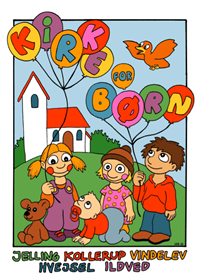 KIRKE
FOR
BØRN
JELLING KOLLERUP VINDELEV
HVEJSEL ILDVED